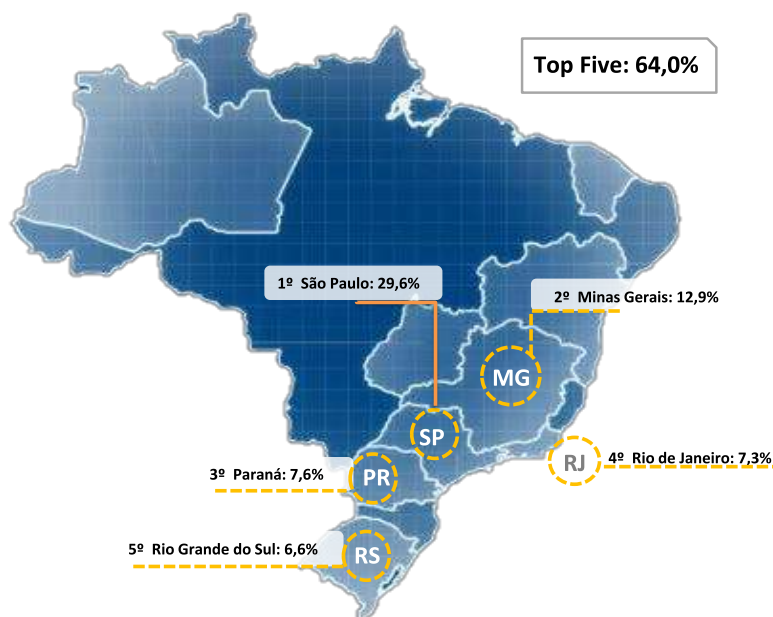 Top Five: 64,0%
1º São Paulo: 29,6%
2º Minas Gerais: 12,9%
MG
SP
RJ
4º Rio de Janeiro: 7,3%
3º Paraná: 7,6%
PR
5º Rio Grande do Sul: 6,6%
RS